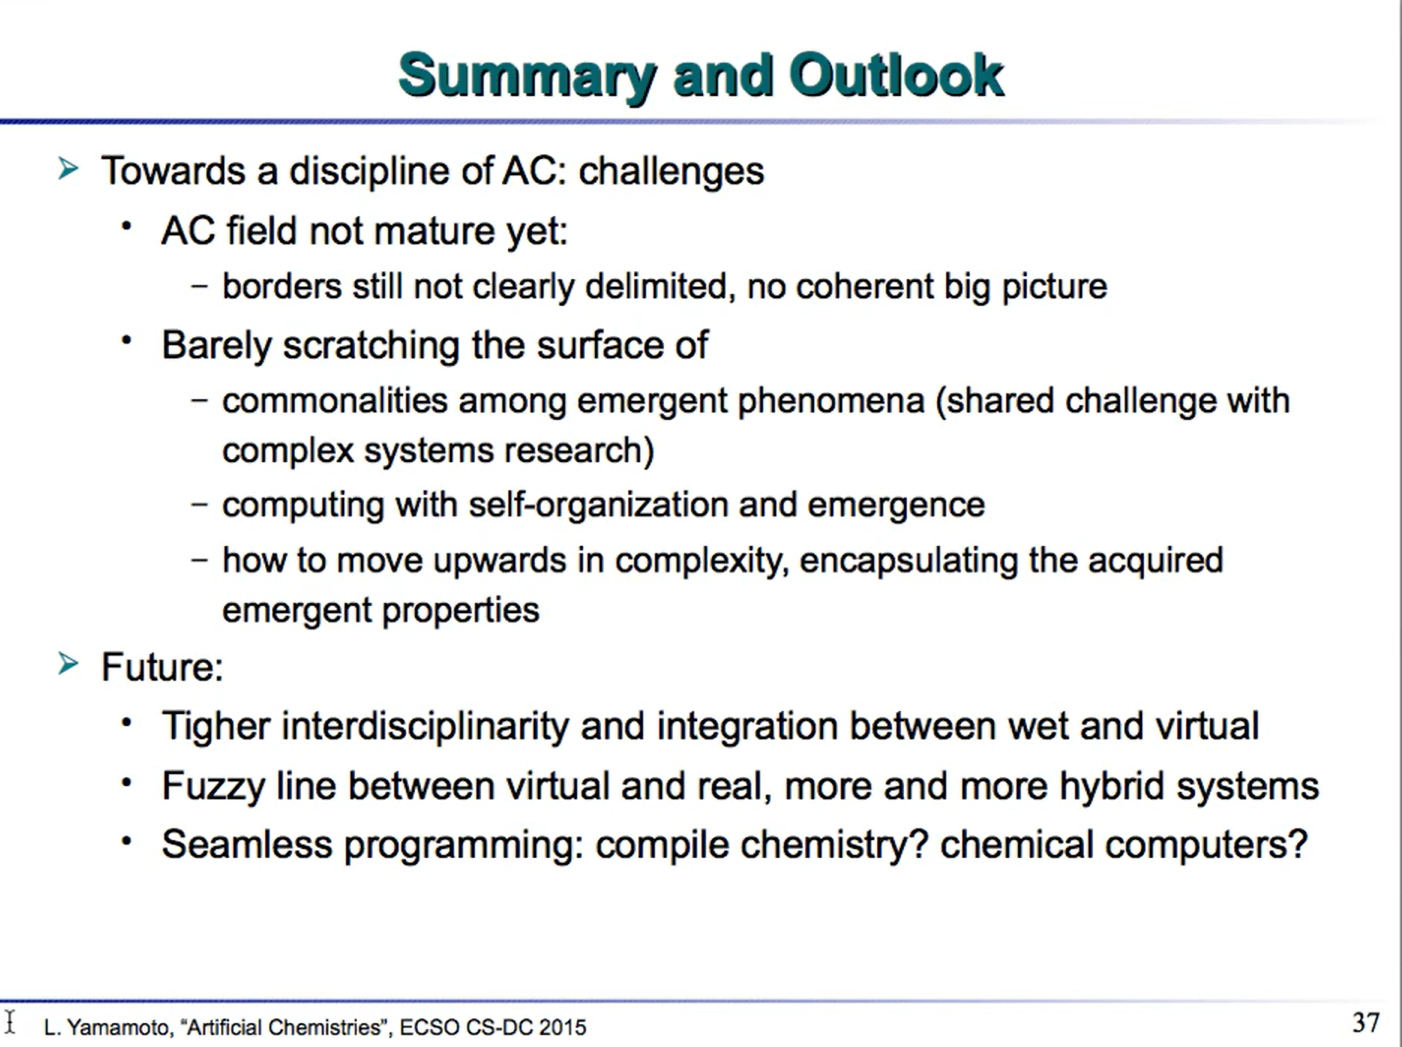 Summary and Outlook
Towards a discipline of AC: challenges
• AC field not mature yet:
– borders still not clearly delimited, no coherent big picture
• Barely scratching the surface of
– commonalities among emergent phenomena (shared challenge with
complex systems research)
– computing with self-organization and emergence
– how to move upwards in complexity, encapsulating the acquired
emergent properties
Future:
• Tigher interdisciplinarity and integration between wet and virtual
• Fuzzy line between virtual and real, more and more hybrid systems
• Seamless programming: compile chemistry? chemical computers?
L. Yamamoto, “Artificial Chemistries”, ECSO CS-DC 2015
37